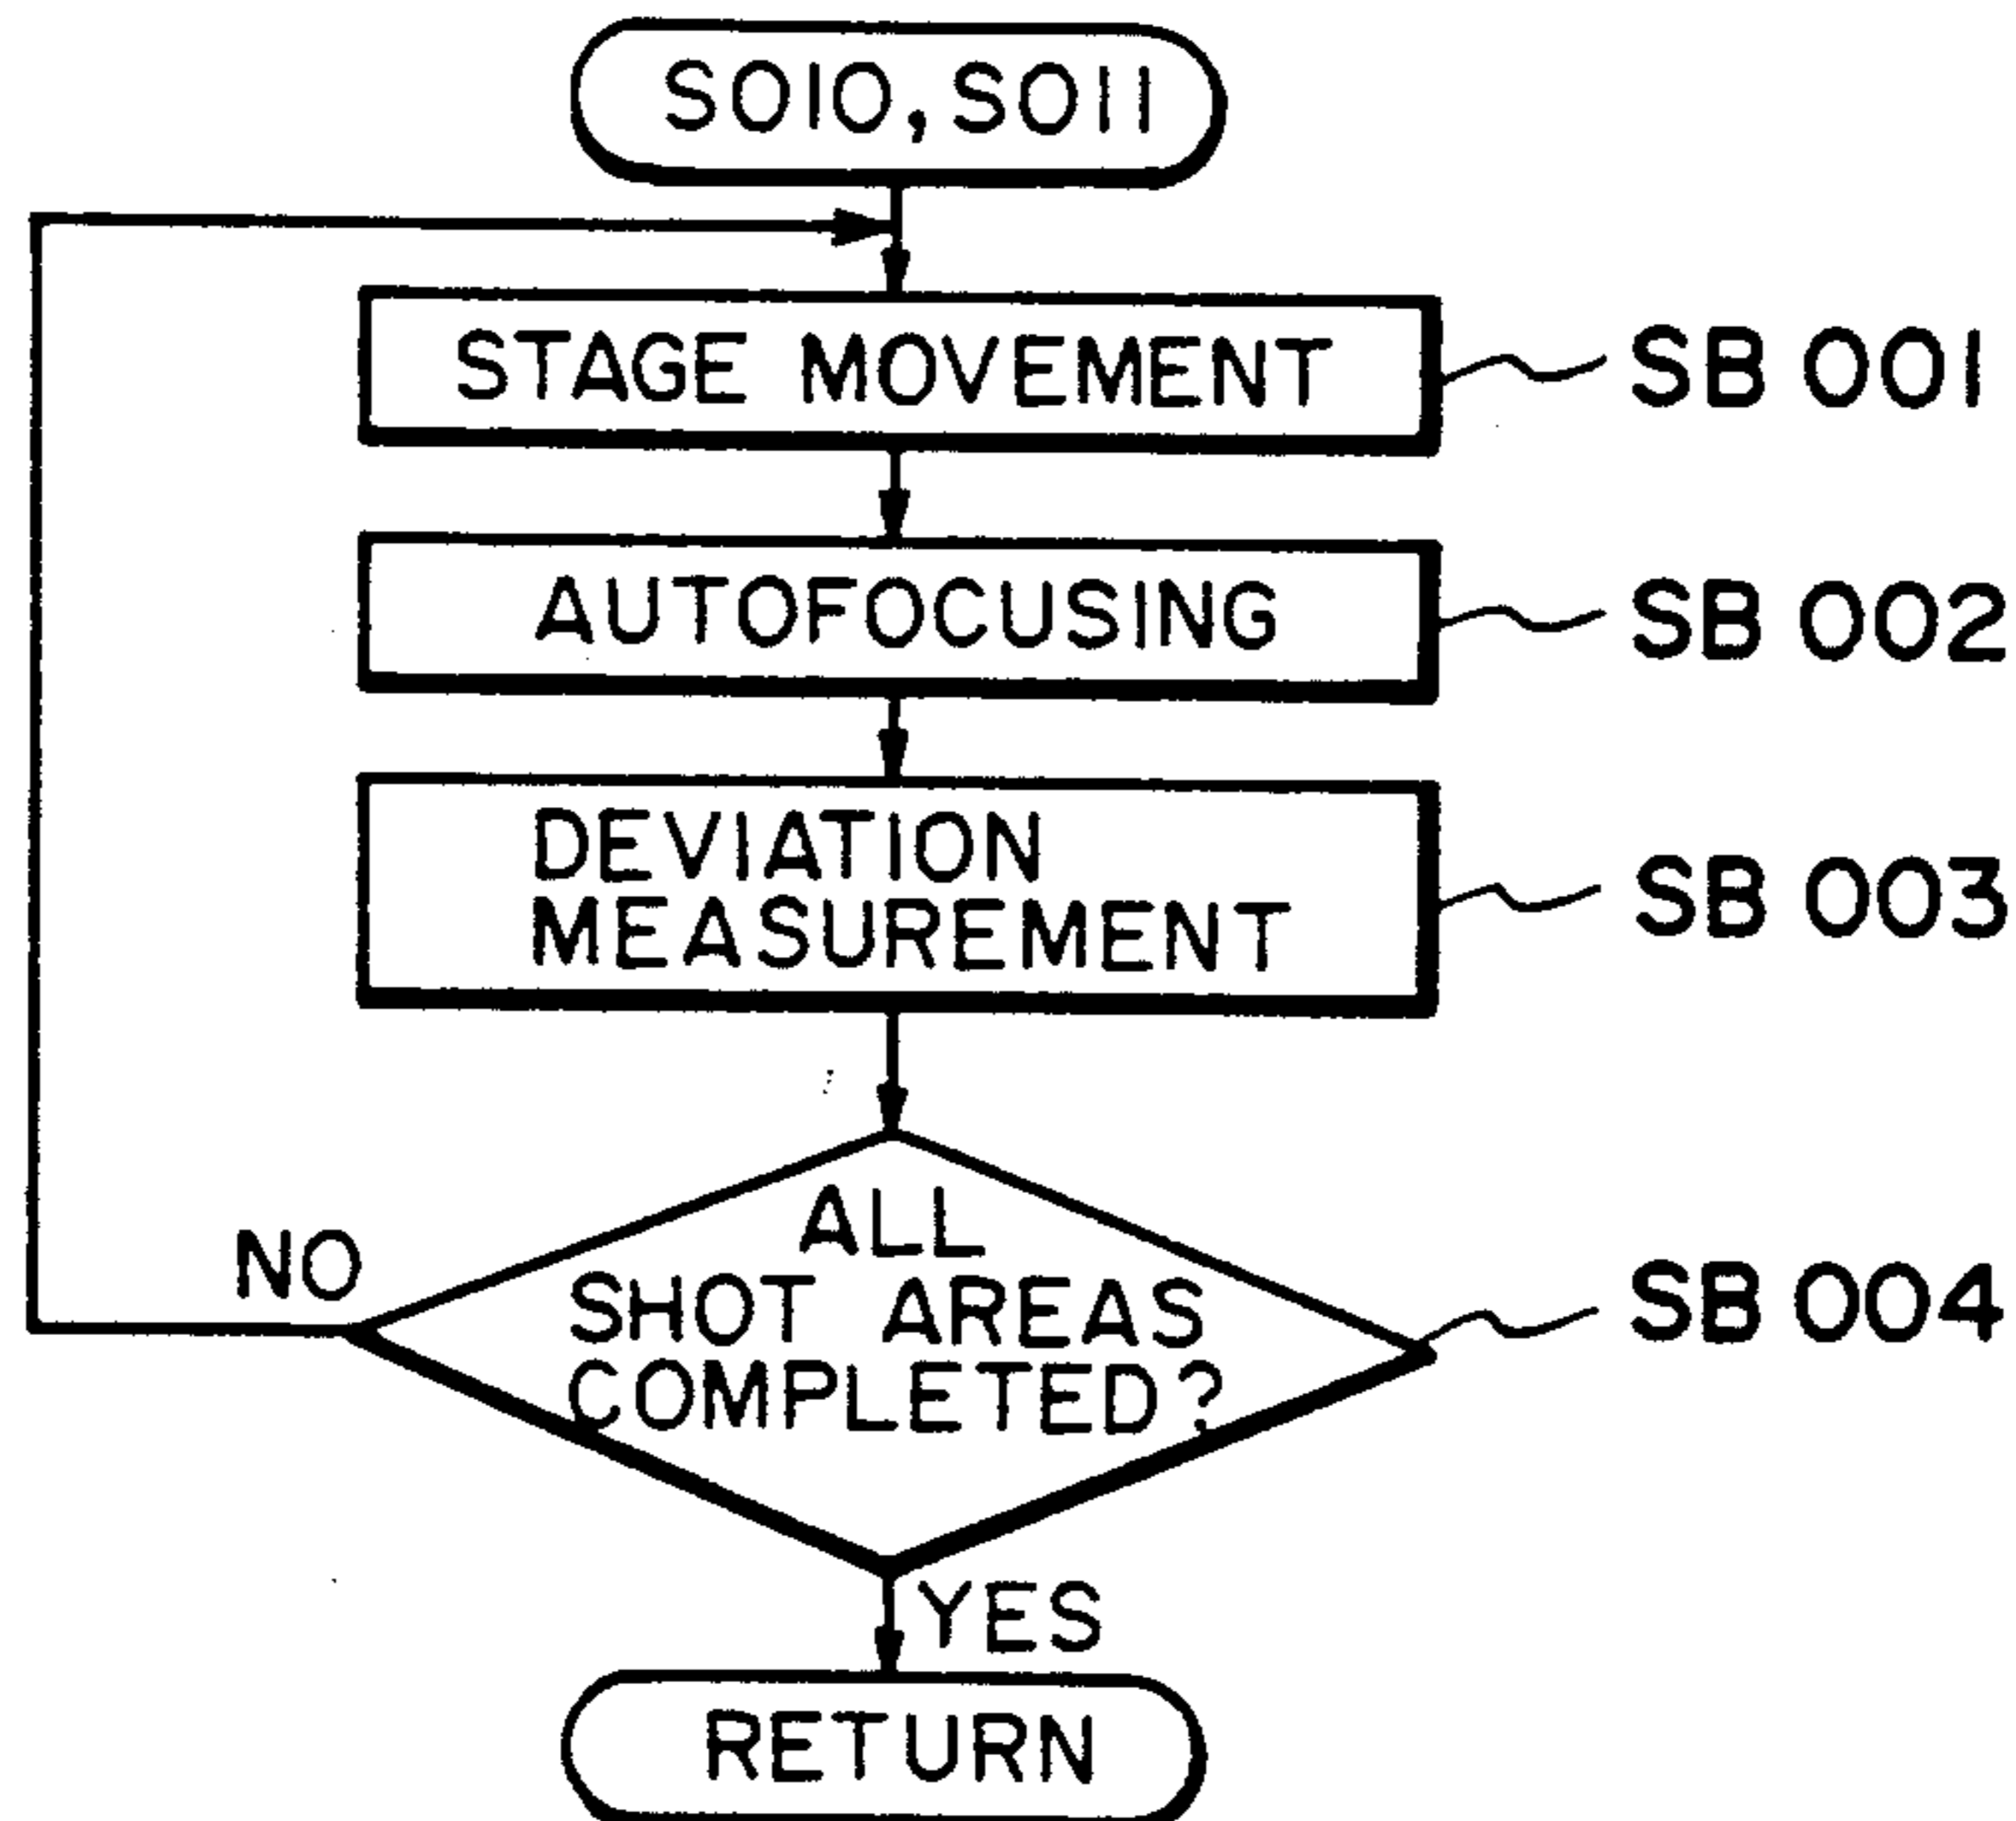 S010, S011
STAGE MOVEMENT
SB 001
AUTOFOCUSING
SB 002
DEVIATION
MEASUREMENT
SB 003
ALL
SHOT AREAS
COMPLETED?
NO
SB 004
YES
RETURN